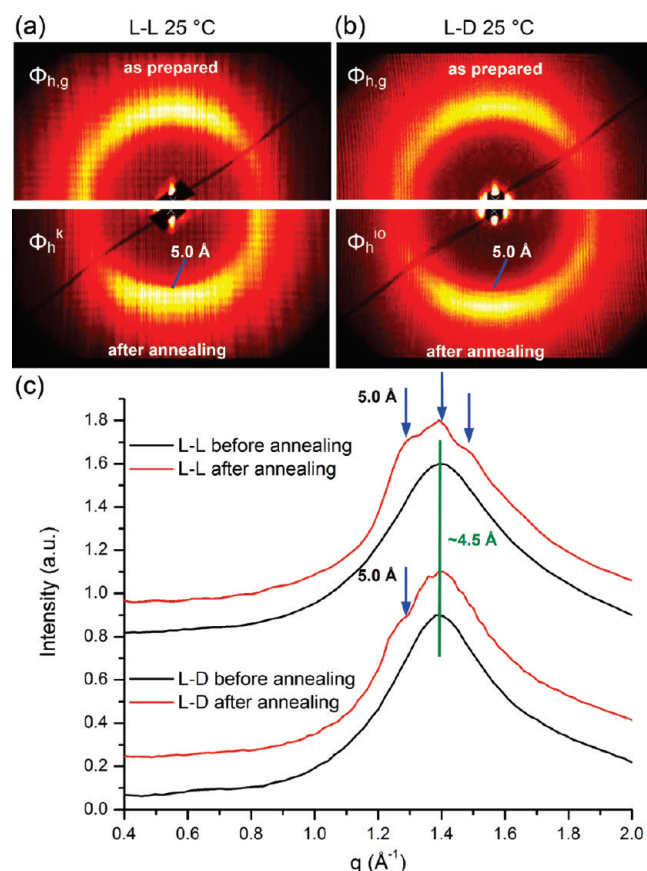 (a) L-L 25 °C
(b) L-D 25 °C
Φh,g
as prepared
Φh,g
as prepared
Φh^k
5.0 Å
after annealing
Φh^io
5.0 Å
after annealing
(c)
5.0 Å
L-L before annealing
L-L after annealing
~4.5 Å
5.0 Å
L-D before annealing
L-D after annealing
Intensity (a.u.)
1.8
1.6
1.4
1.2
1.0
0.8
0.6
0.4
0.2
0.0
0.4 0.6 0.8 1.0 1.2 1.4 1.6 1.8 2.0
q (Å⁻¹)